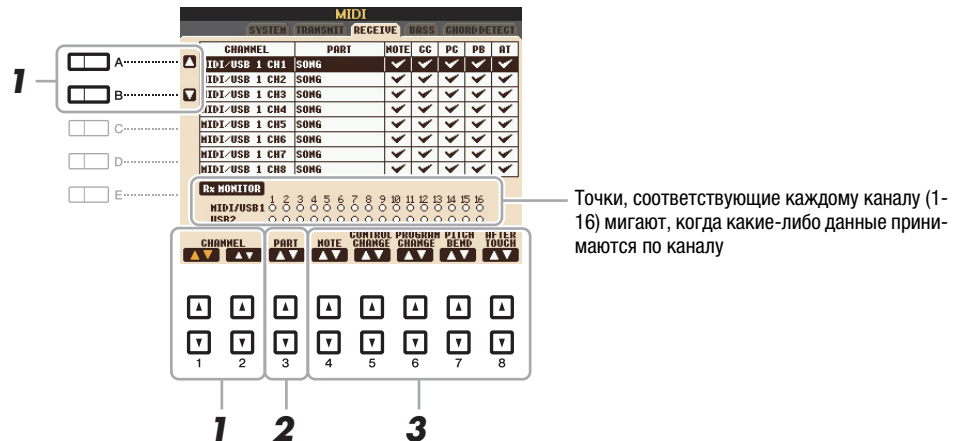 MIDI
SYSTEM TRANSMIT RECEIVE BASS CHORD DETECT
CHANNEL PART NOTE CC PC PB AT
MIDI/USB 1 CH1 SONG
MIDI/USB 1 CH2 SONG
MIDI/USB 1 CH3 SONG
MIDI/USB 1 CH4 SONG
MIDI/USB 1 CH5 SONG
MIDI/USB 1 CH6 SONG
MIDI/USB 1 CH7 SONG
MIDI/USB 1 CH8 SONG
1
A
B
C
D
E
Rx MONITOR
1 2 3 4 5 6 7 8 9 10 11 12 13 14 15 16
MIDI/USB1
USB2
Точки, соответствующие каждому каналу (1-
16) мигают, когда какие-либо данные прини-
маются по каналу
CHANNEL PART NOTE CONTROL CHANGE PROGRAM CHANGE PITCH BEND AFTER TOUCH
1 2 3 4 5 6 7 8
1 2 3